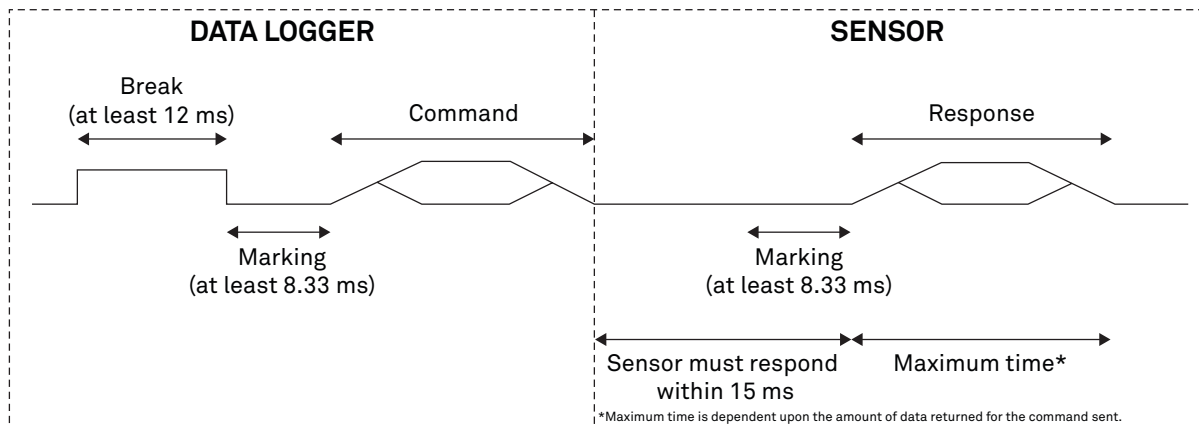 DATA LOGGER
SENSOR
Break
(at least 12 ms)
Command
Response
Marking
(at least 8.33 ms)
Marking
(at least 8.33 ms)
Sensor must respond
within 15 ms
Maximum time*
*Maximum time is dependent upon the amount of data returned for the command sent.